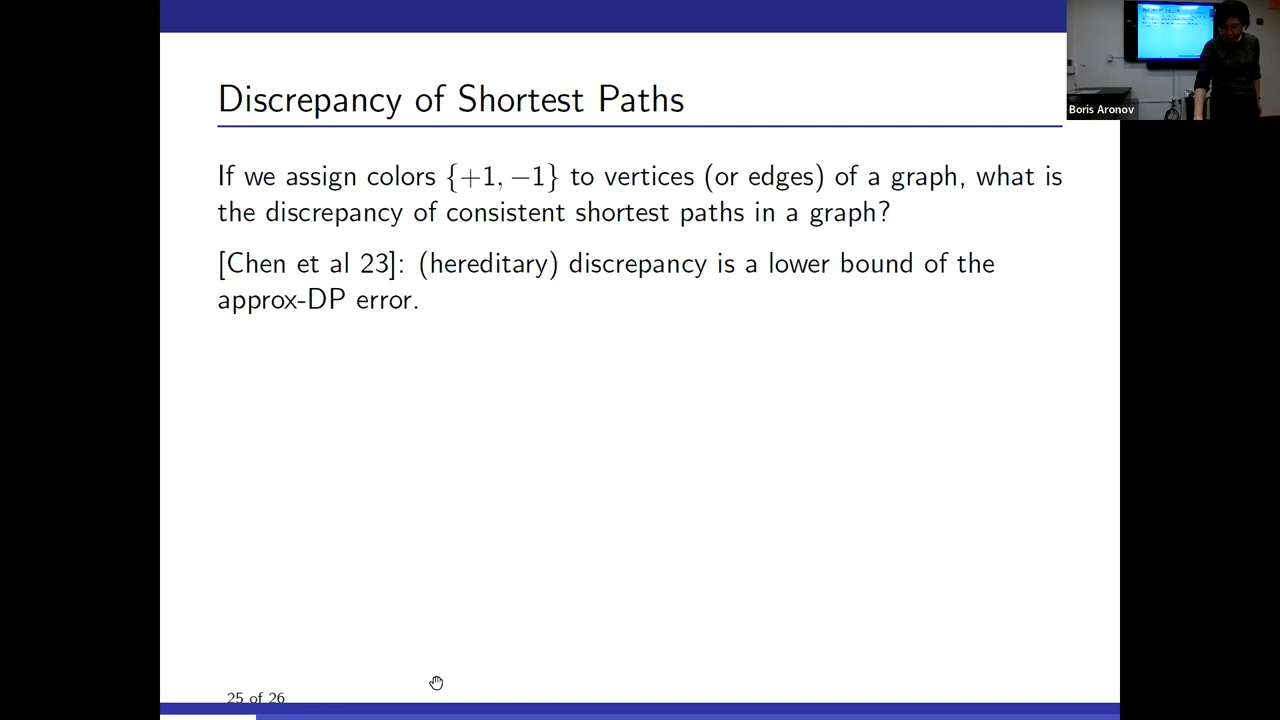 Discrepancy of Shortest Paths
Boris Aronov
If we assign colors {+1, −1} to vertices (or edges) of a graph, what is
the discrepancy of consistent shortest paths in a graph?
[Chen et al 23]: (hereditary) discrepancy is a lower bound of the
approx-DP error.
25 of 26